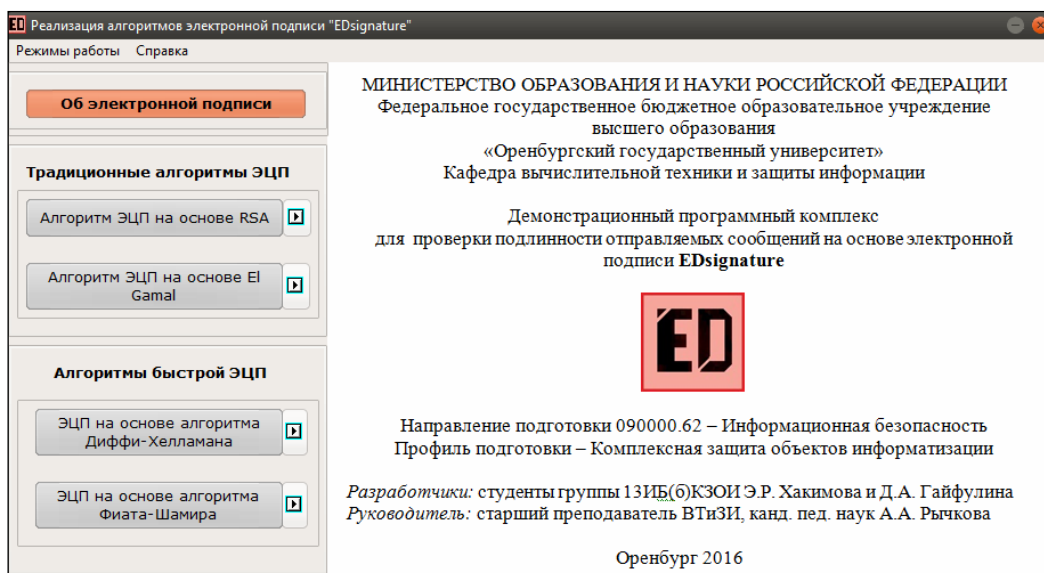 ED Реализация алгоритмов электронной подписи "EDsignature"
Режимы работы Справка
Об электронной подписи
Традиционные алгоритмы ЭЦП
Алгоритм ЭЦП на основе RSA
Алгоритм ЭЦП на основе El
Gamal
Алгоритмы быстрой ЭЦП
ЭЦП на основе алгоритма
Диффи-Хелламана
ЭЦП на основе алгоритма
Фиата-Шамира
МИНИСТЕРСТВО ОБРАЗОВАНИЯ И НАУКИ РОССИЙСКОЙ ФЕДЕРАЦИИ
Федеральное государственное бюджетное образовательное учреждение
высшего образования
«Оренбургский государственный университет»
Кафедра вычислительной техники и защиты информации
Демонстрационный программный комплекс
для проверки подлинности отправляемых сообщений на основе электронной
подписи EDsignature
ED
Направление подготовки 090000.62 – Информационная безопасность
Профиль подготовки – Комплексная защита объектов информатизации
Разработчики: студенты группы 13ИБ(б)КЗОИ Э.Р. Хакимова и Д.А. Гайфулина
Руководитель: старший преподаватель ВТиЗИ, канд. пед. наук А.А. Рычкова
Оренбург 2016